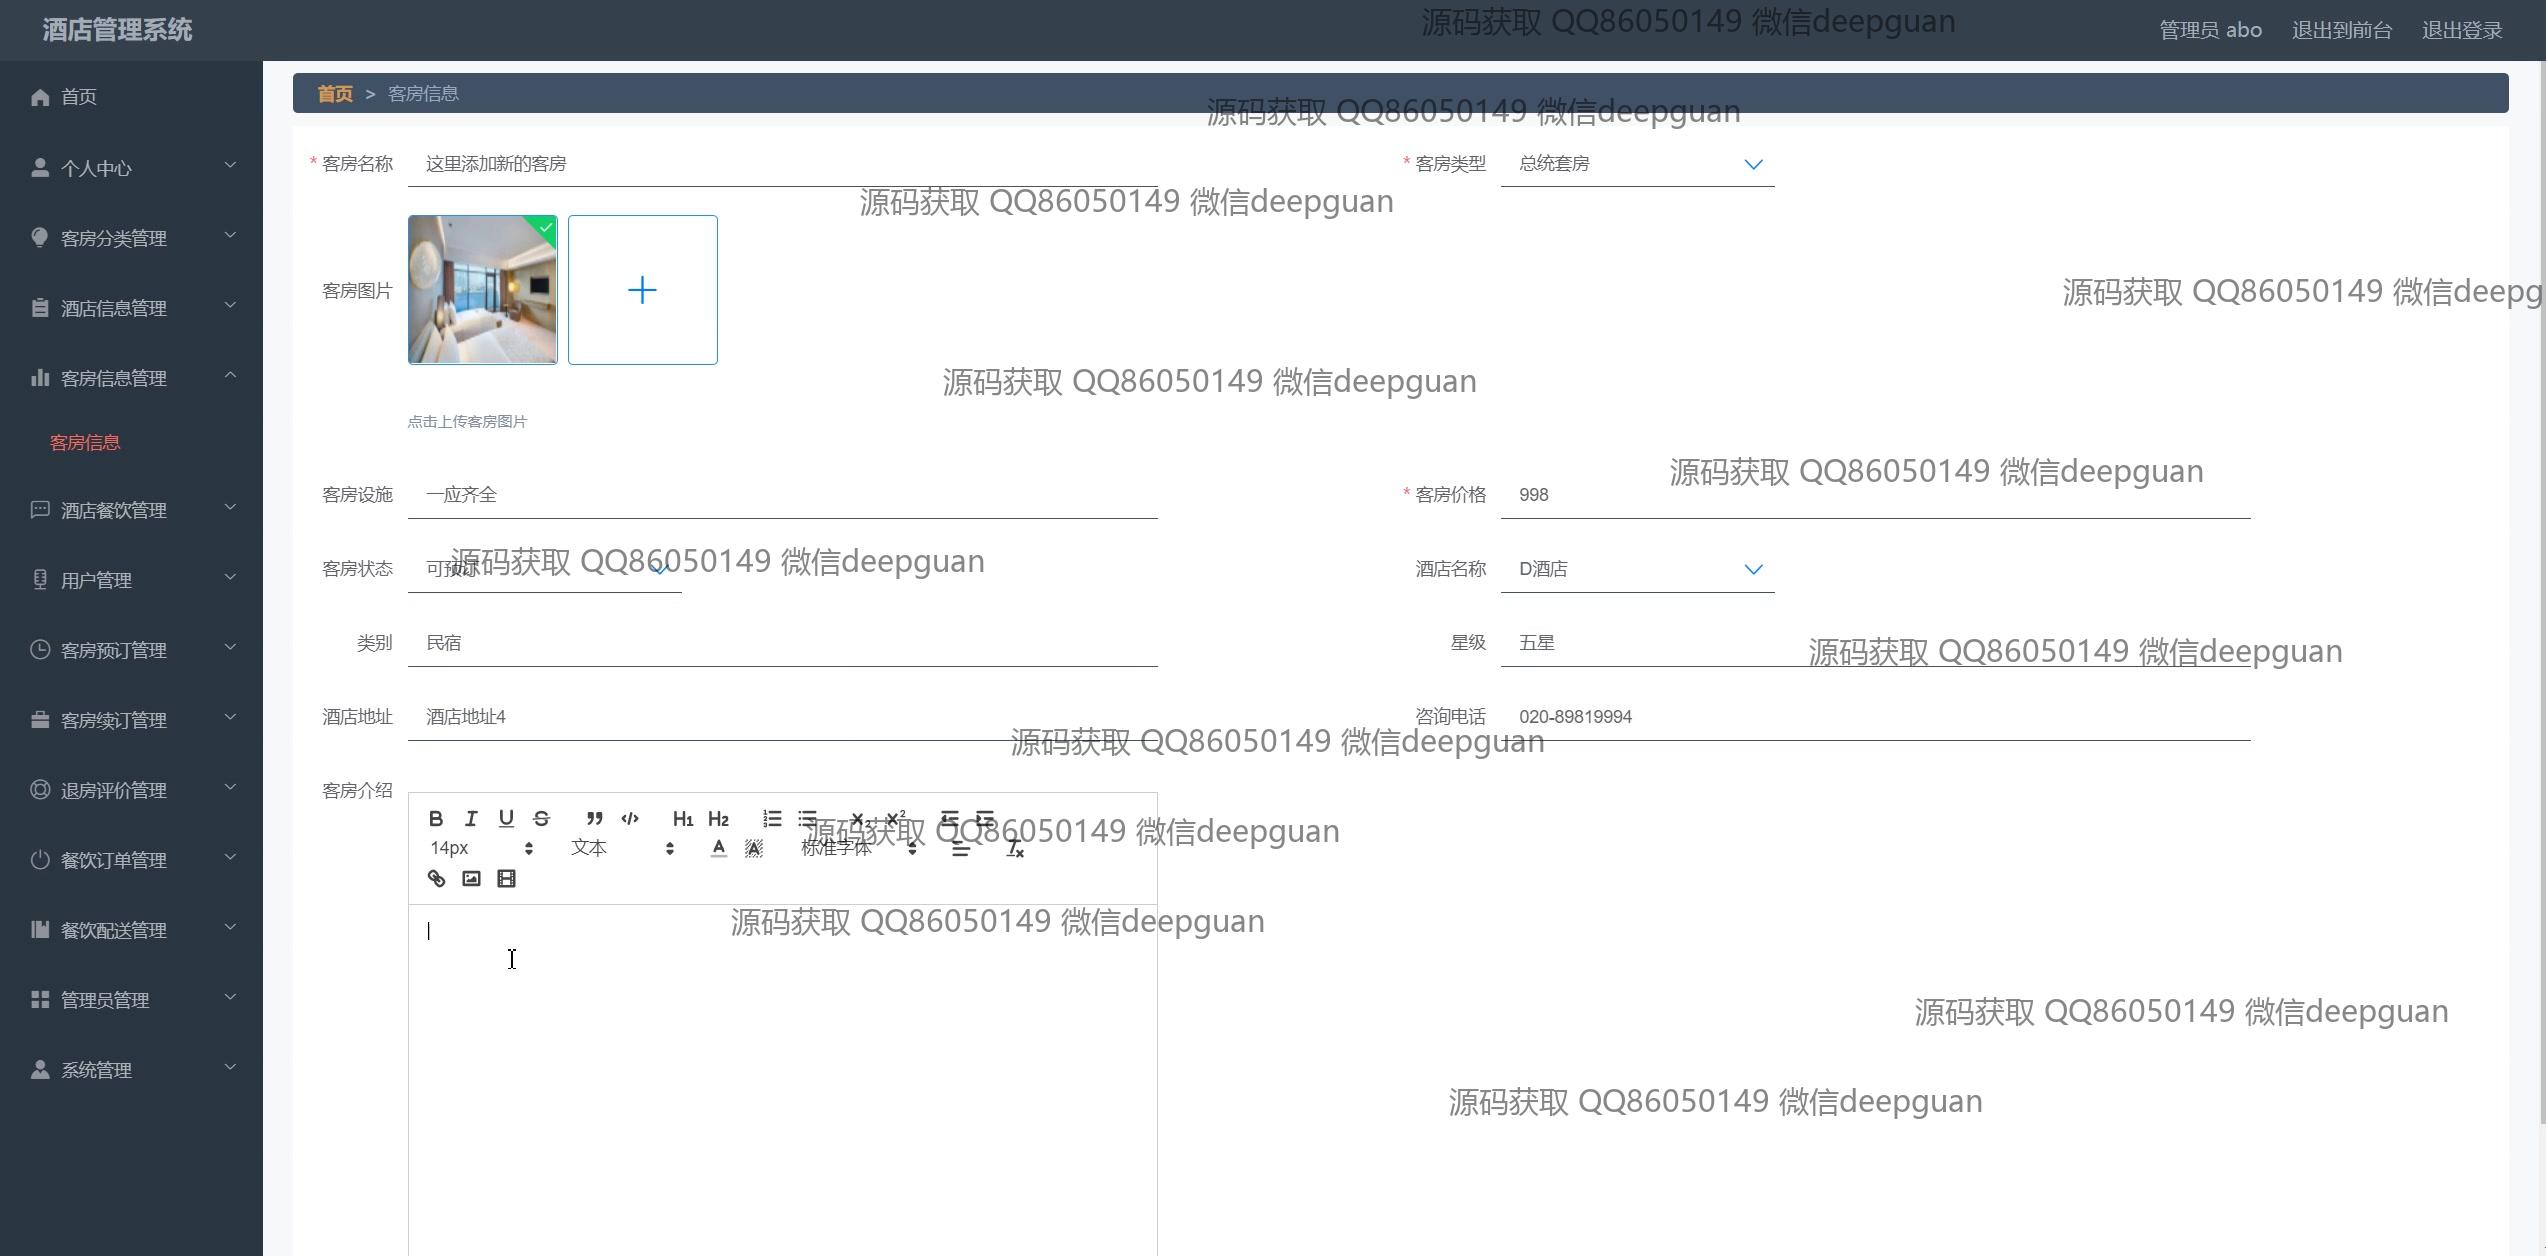 酒店管理系统
源码获取 QQ86050149 微信deepguan
管理员 abo 退出到前台 退出登录
首页
个人中心
客房分类管理
酒店信息管理
客房信息管理
客房信息
酒店餐饮管理
用户管理
客房预订管理
客房续订管理
退房评价管理
餐饮订单管理
餐饮配送管理
管理员管理
系统管理
首页 > 客房信息
源码获取 QQ86050149 微信deepguan
* 客房名称 这里添加新的客房
* 客房类型 总统套房
源码获取 QQ86050149 微信deepguan
客房图片
源码获取 QQ86050149 微信deepg
源码获取 QQ86050149 微信deepguan
点击上传客房图片
源码获取 QQ86050149 微信deepguan
客房设施 一应齐全
* 客房价格 998
源码获取 QQ86050149 微信deepguan
客房状态 可预订
酒店名称 D酒店
类别 民宿
星级 五星
源码获取 QQ86050149 微信deepguan
酒店地址 酒店地址4
咨询电话 020-89819994
源码获取 QQ86050149 微信deepguan
客房介绍
B I U S H1 H2 X2 X2
源码获取 QQ86050149 微信deepguan
14px 文本 A A 标准字体 Tx
源码获取 QQ86050149 微信deepguan
源码获取 QQ86050149 微信deepguan
源码获取 QQ86050149 微信deepguan